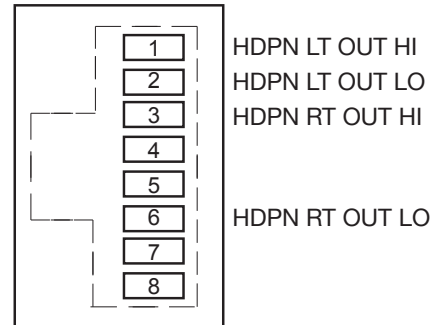 1 HDPN LT OUT HI
2 HDPN LT OUT LO
3 HDPN RT OUT HI
4
5
6 HDPN RT OUT LO
7
8